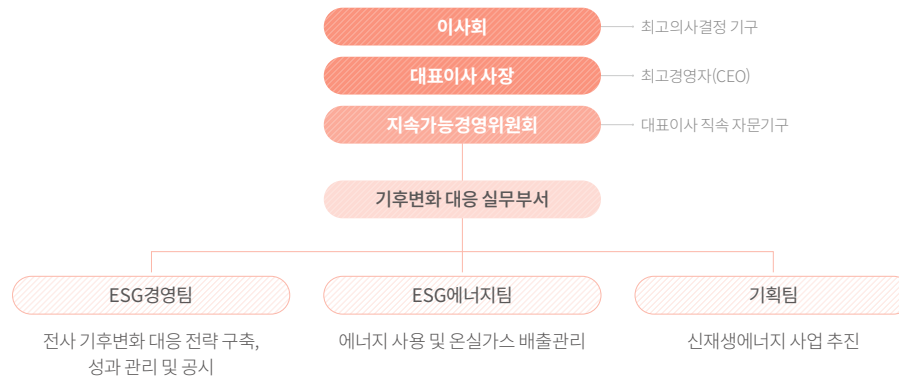 이사회
최고의사결정 기구
대표이사 사장
최고경영자(CEO)
지속가능경영위원회
대표이사 직속 자문기구
기후변화 대응 실무부서
ESG경영팀
ESG에너지팀
기획팀
전사 기후변화 대응 전략 구축,
성과 관리 및 공시
에너지 사용 및 온실가스 배출관리
신재생에너지 사업 추진